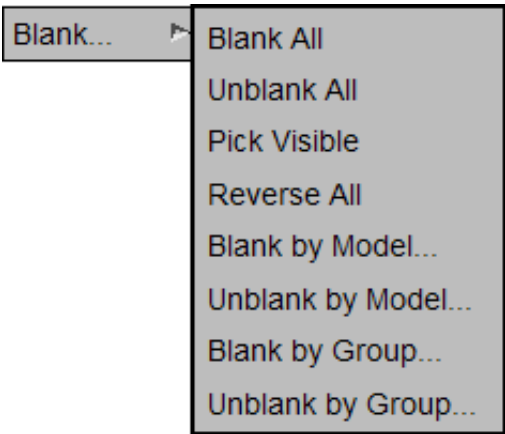 Blank...
Blank All
Unblank All
Pick Visible
Reverse All
Blank by Model...
Unblank by Model...
Blank by Group...
Unblank by Group...